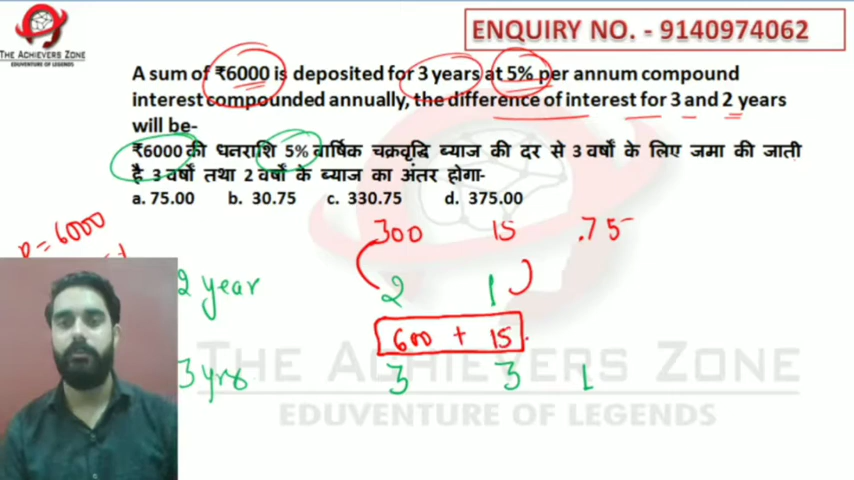 ENQUIRY NO. - 9140974062
THE ACHIEVERS ZONE
EDUVENTURE OF LEGENDS
A sum of ₹6000 is deposited for 3 years at 5% per annum compound
interest compounded annually, the difference of interest for 3 and 2 years
will be-
₹6000 की धनराशि 5% वार्षिक चक्रवृद्धि ब्याज की दर से 3 वर्षों के लिए जमा की जाती
है 3 वर्षों तथा 2 वर्षों के ब्याज का अंतर होगा-
a. 75.00 b. 30.75 c. 330.75 d. 375.00
P = 6000
300 15 .75
2 year 2 1
600 + 15
3 yrs 3 3 1
THE ACHIEVERS ZONE
EDUVENTURE OF LEGENDS